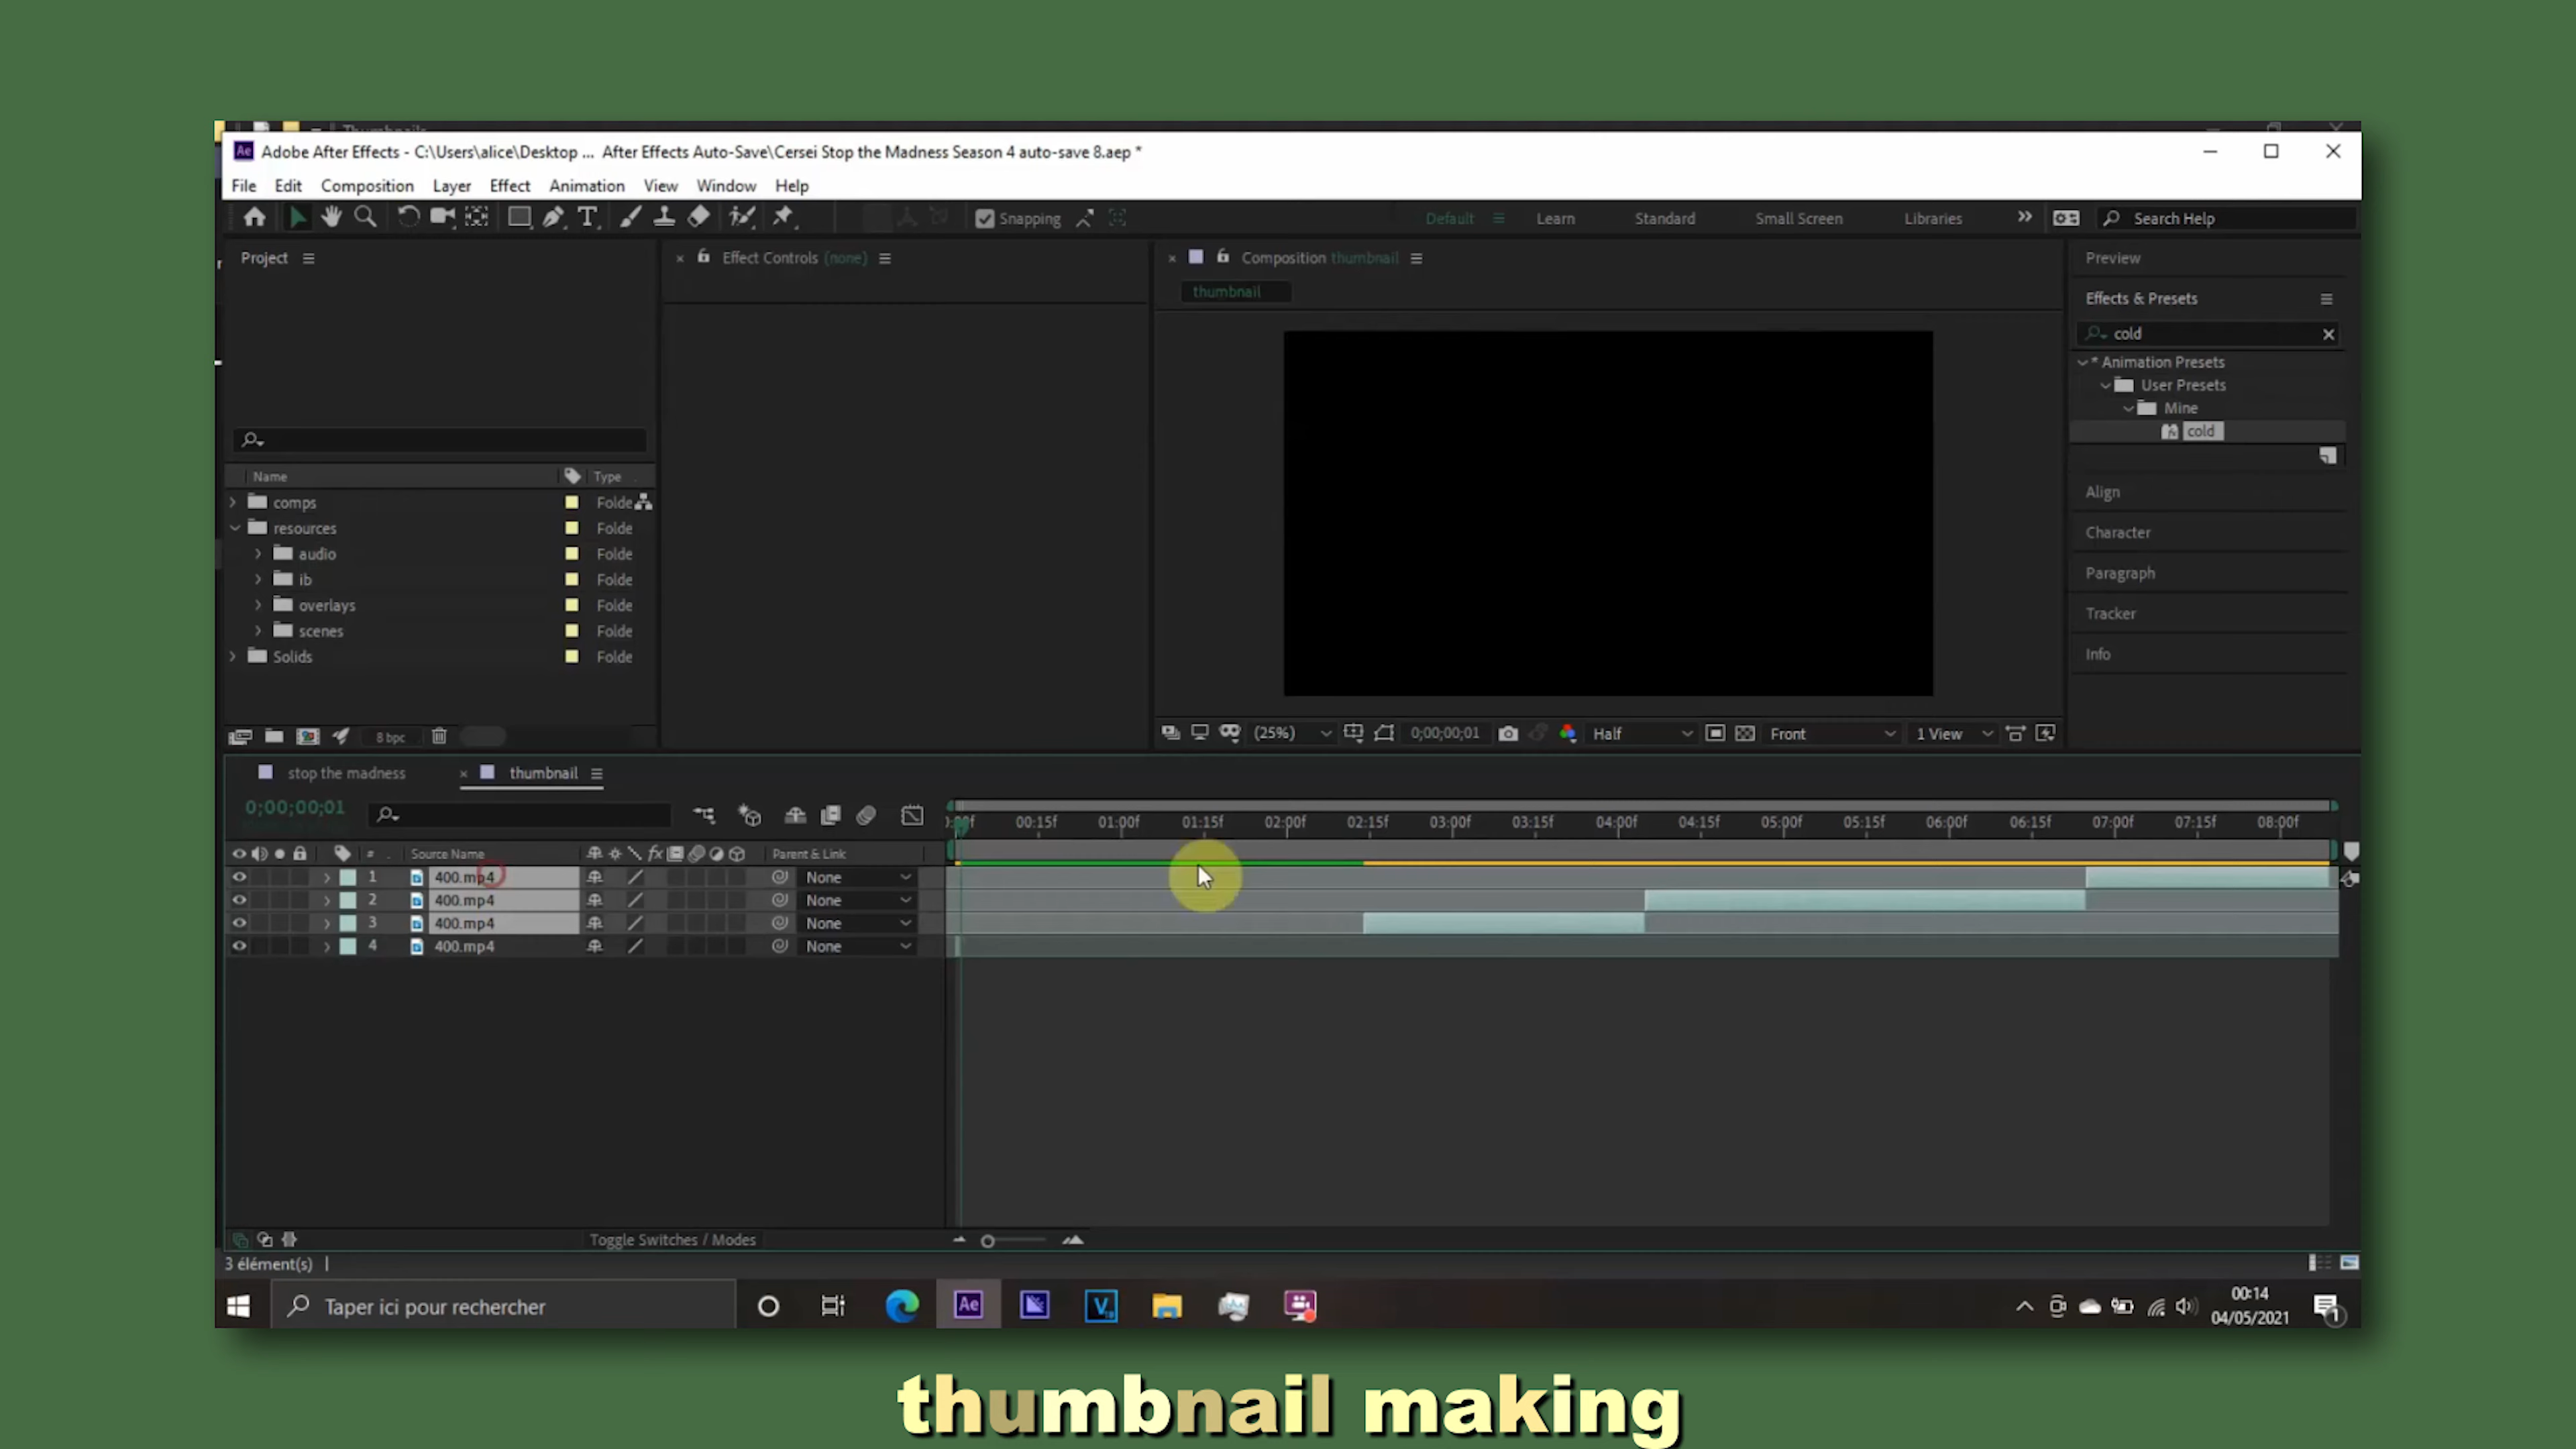 Thumbnails
Adobe After Effects - C:\Users\alice\Desktop ... After Effects Auto-Save\Cersei Stop the Madness Season 4 auto-save 8.aep *
File Edit Composition Layer Effect Animation View Window Help
Snapping Default Learn Standard Small Screen Libraries Search Help
Project Effect Controls (none) Composition thumbnail Preview
thumbnail
Effects & Presets
cold
* Animation Presets
User Presets
Mine
cold
Name Type
comps Folde
resources Folde
audio Folde
ib Folde
overlays Folde
scenes Folde
Solids Folde
Align
Character
Paragraph
Tracker
Info
8 bpc (25%) 0;00;00;01 Half Front 1 View
stop the madness thumbnail
0;00;00;01
00:15f 01:00f 01:15f 02:00f 02:15f 03:00f 03:15f 04:00f 04:15f 05:00f 05:15f 06:00f 06:15f 07:00f 07:15f 08:00f
# Source Name fx Parent & Link
1 400.mp4 None
2 400.mp4 None
3 400.mp4 None
4 400.mp4 None
Toggle Switches / Modes
3 élément(s)
Taper ici pour rechercher
Ae
V
00:14
04/05/2021
1
thumbnail making